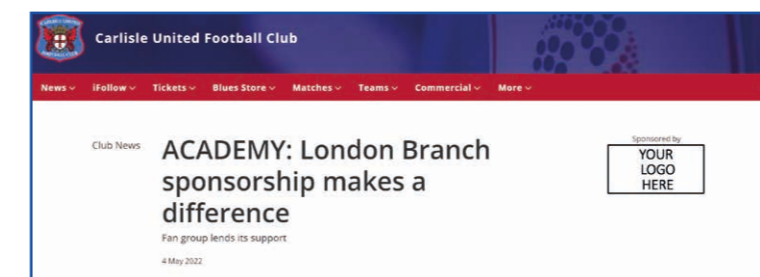 Carlisle United Football Club
News iFollow Tickets Blues Store Matches Teams Commercial More
Club News
ACADEMY: London Branch
sponsorship makes a
difference
Fan group lends its support
4 May 2022
Sponsored by
YOUR
LOGO
HERE